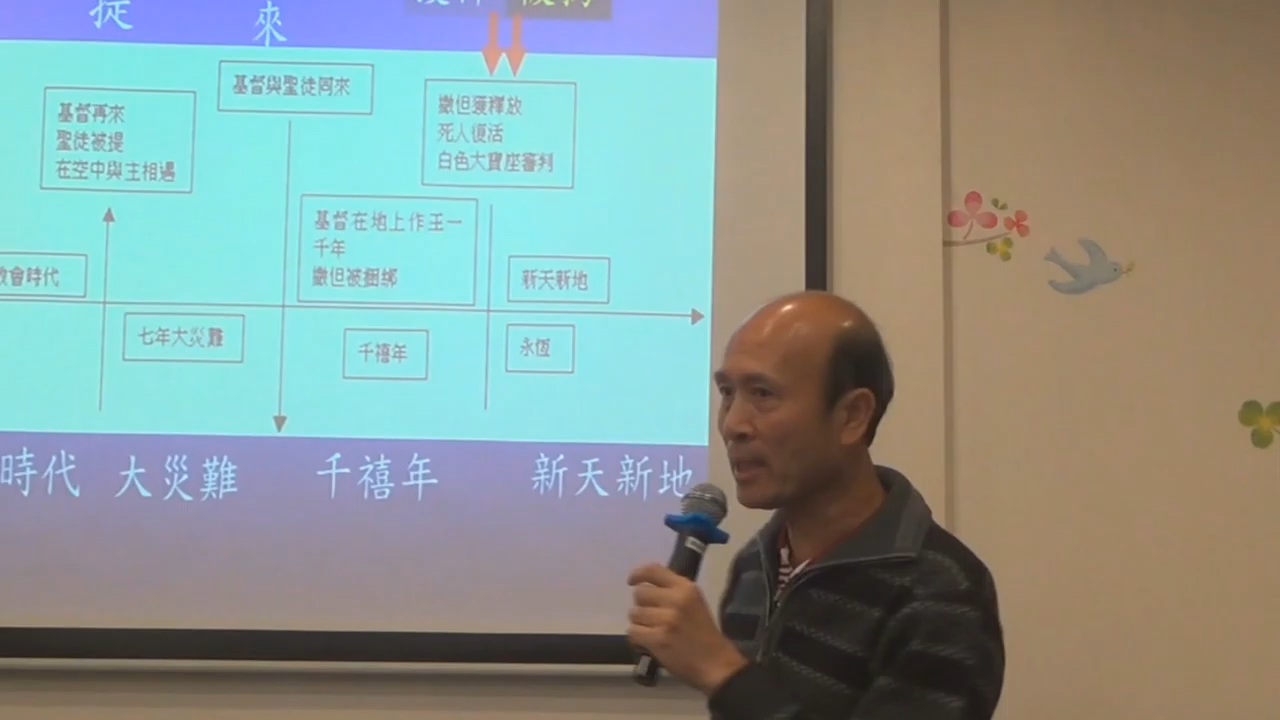 提
來
基督與聖徒同來
基督再來
聖徒被提
在空中與主相遇
撒但獲釋放
死人復活
白色大寶座審判
基督在地上作王一
千年
撒但被捆綁
教會時代
新天新地
七年大災難
千禧年
永恆
時代
大災難
千禧年
新天新地